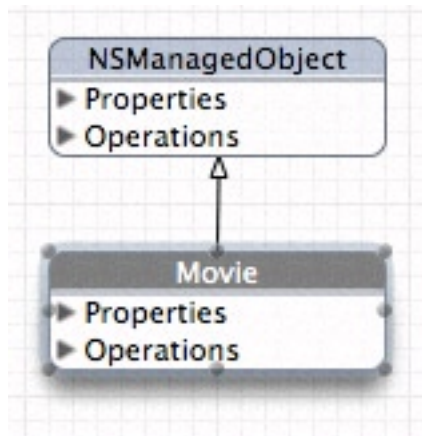 NSManagedObject
Properties
Operations
Movie
Properties
Operations